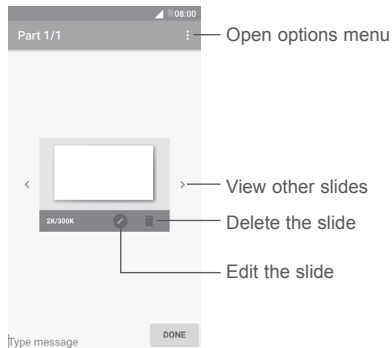 08:00
Part 1/1
Open options menu
View other slides
2K/300K
Delete the slide
Edit the slide
Type message
DONE